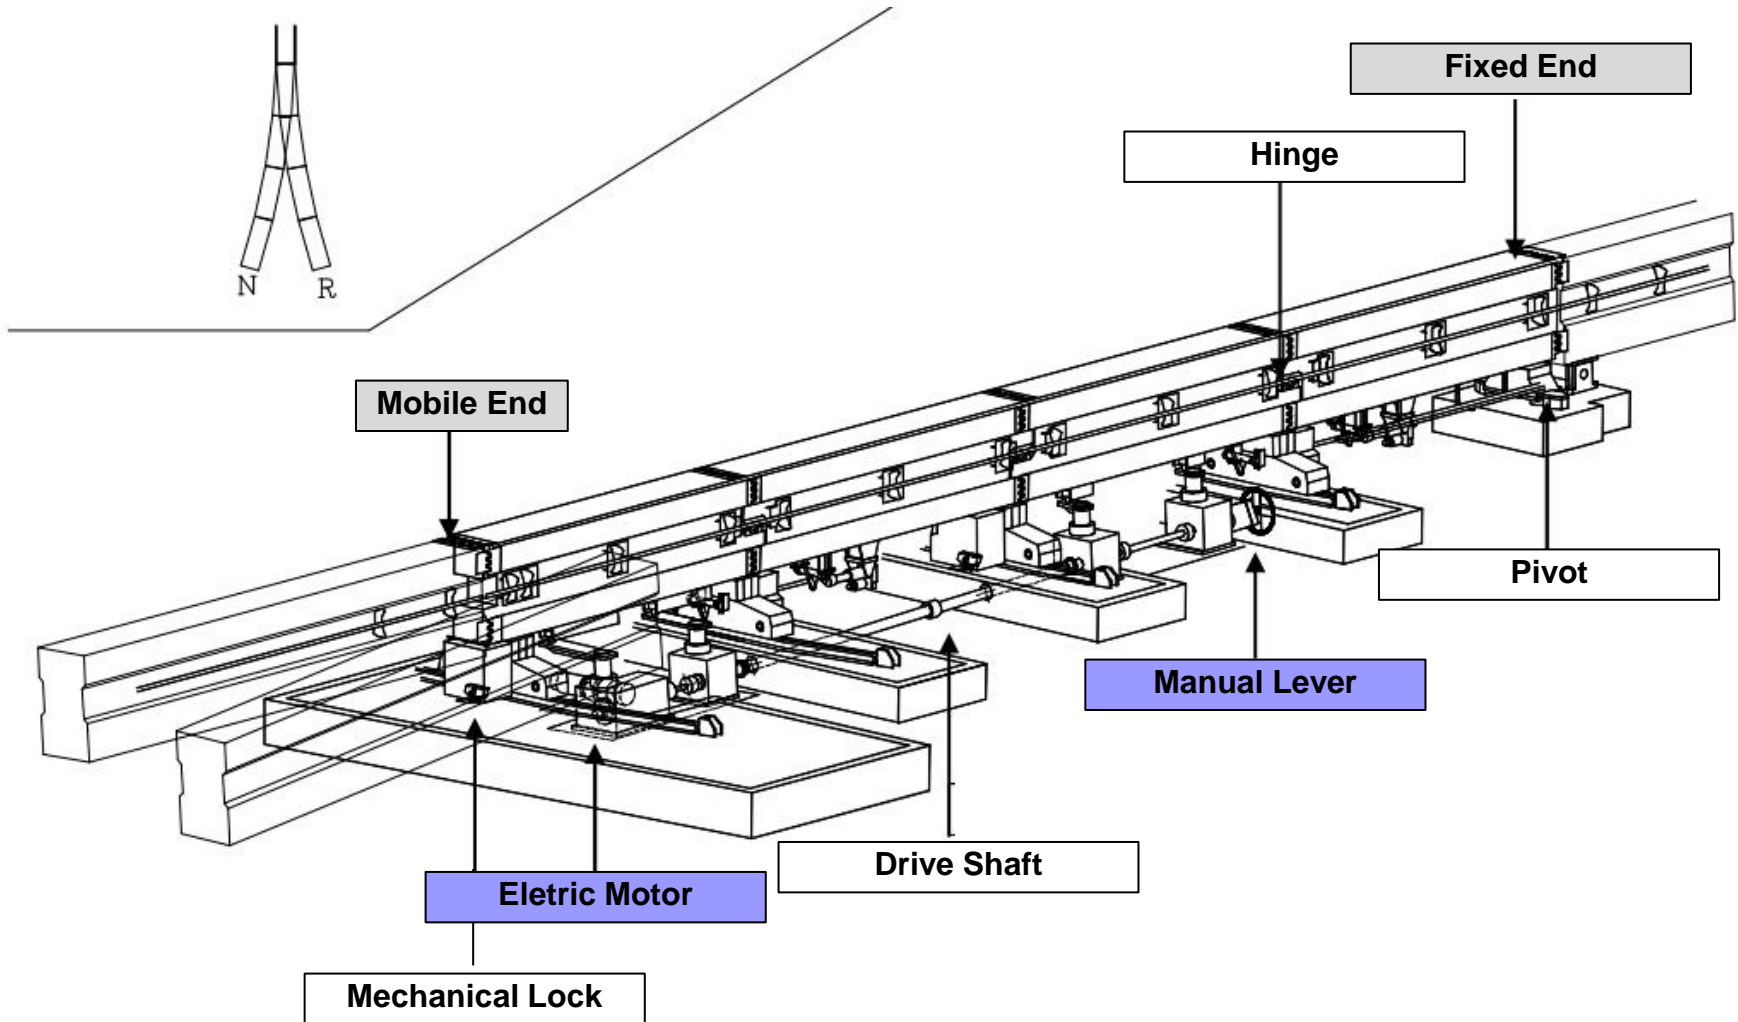 Fixed End
Hinge
N
R
Mobile End
Pivot
Manual Lever
Drive Shaft
Eletric Motor
Mechanical Lock